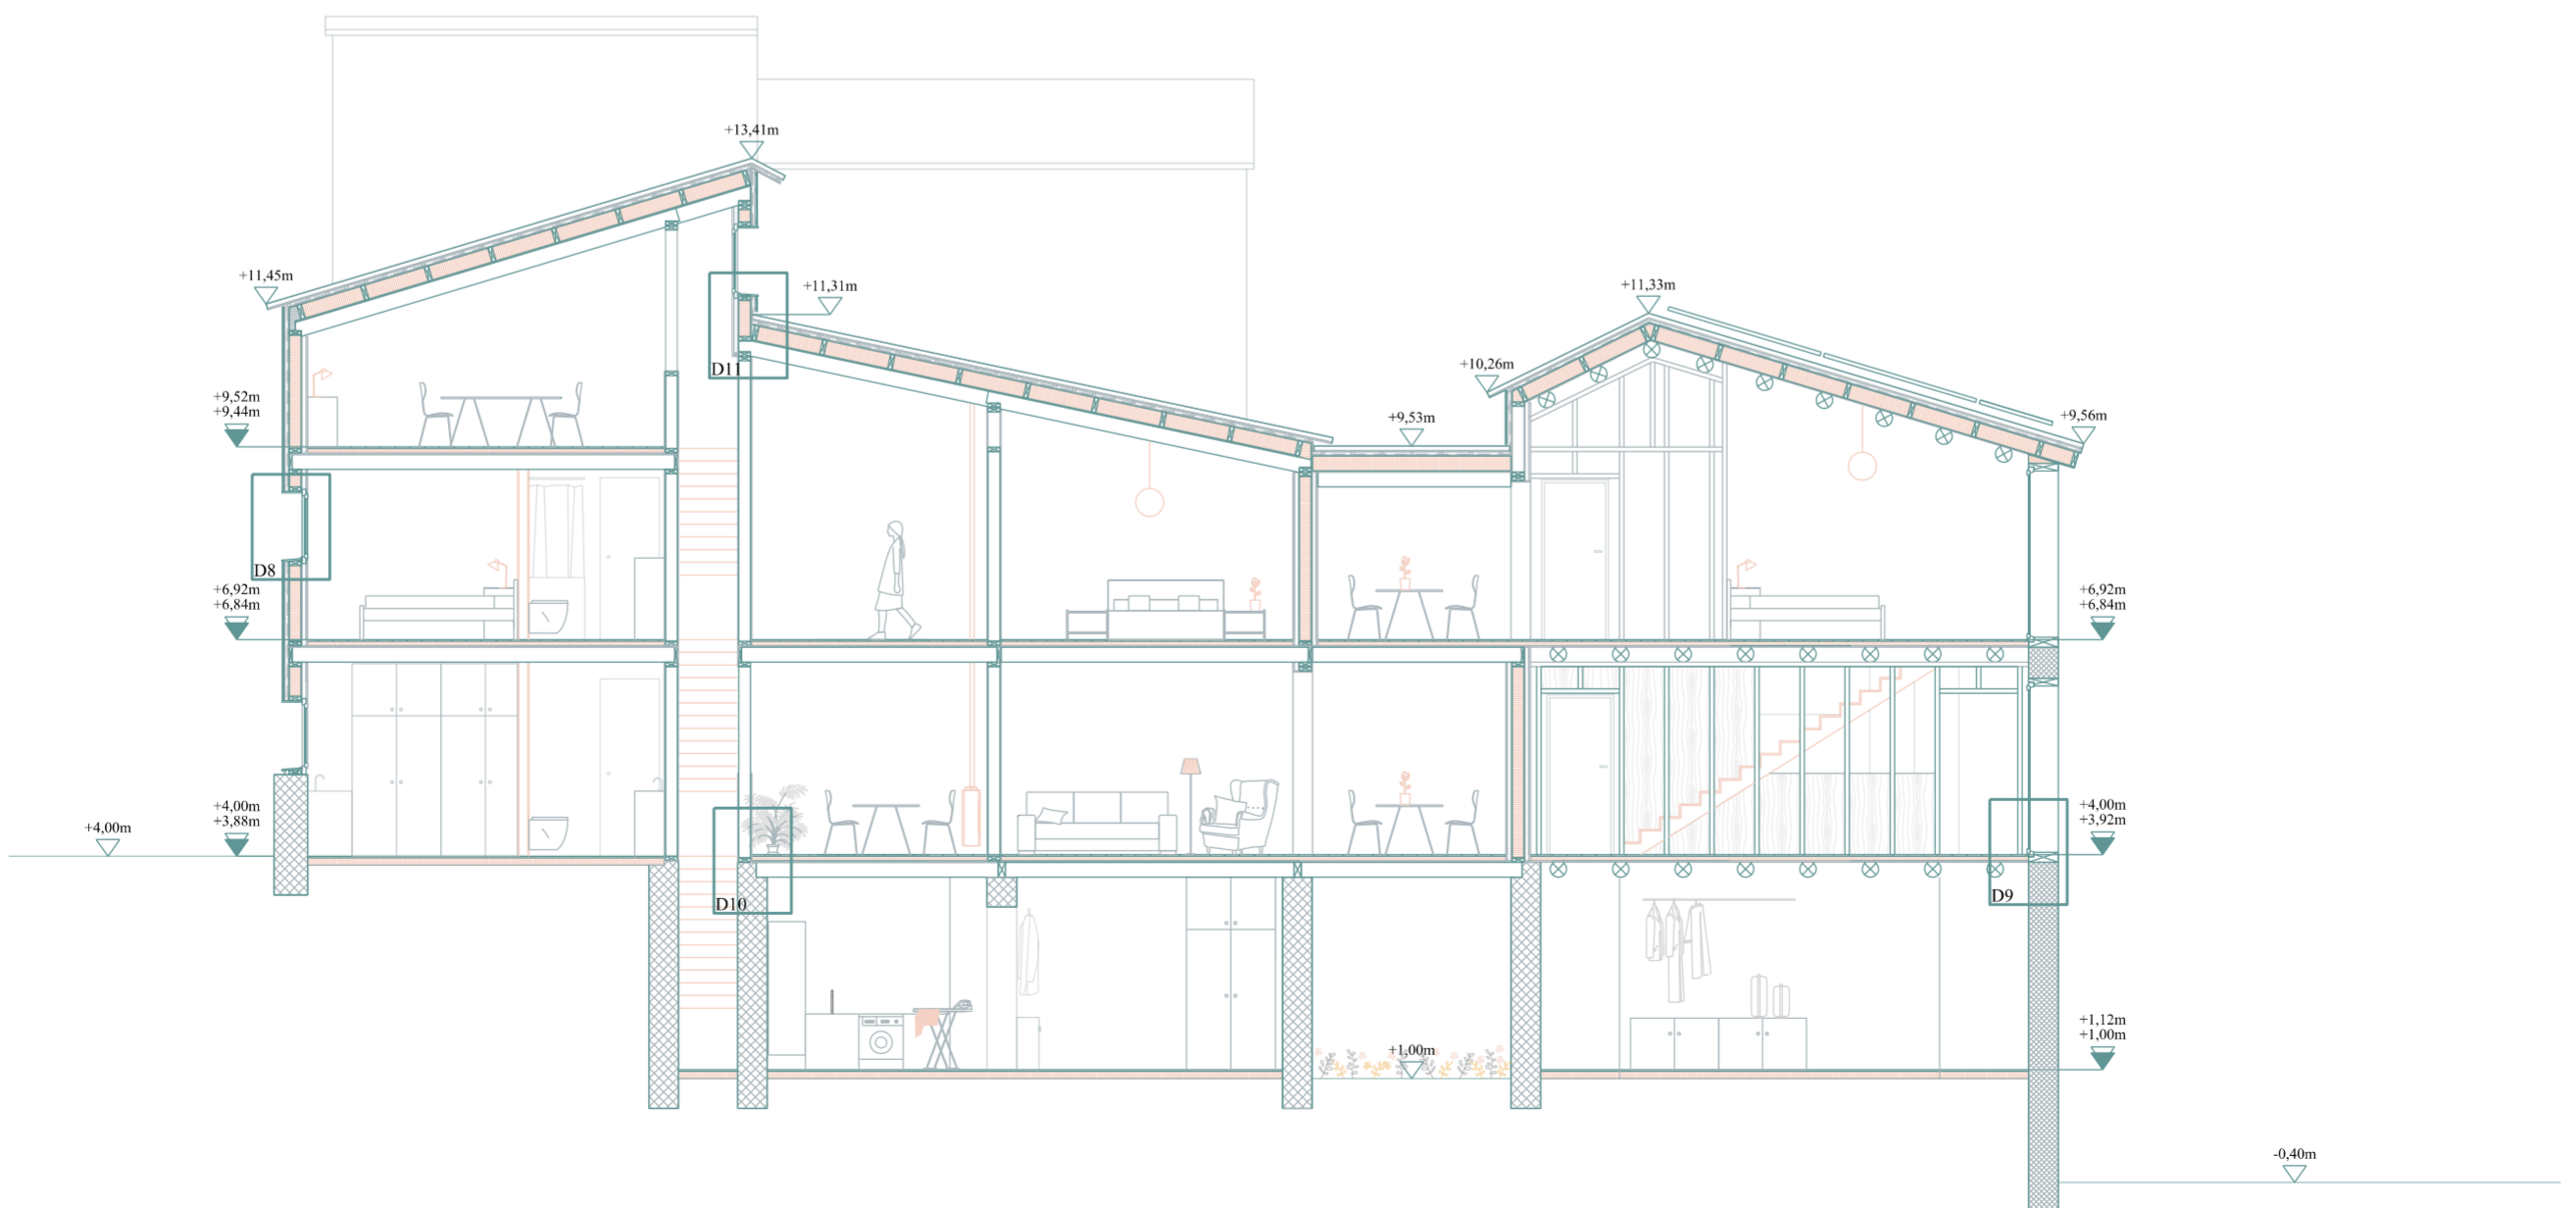 +13,41m
+11,45m
+11,31m
+11,33m
D11
+10,26m
+9,52m
+9,44m
+9,53m
+9,56m
D8
+6,92m
+6,84m
+6,92m
+6,84m
+4,00m
+4,00m
+3,88m
+4,00m
+3,92m
D10
D9
+1,00m
+1,12m
+1,00m
-0,40m